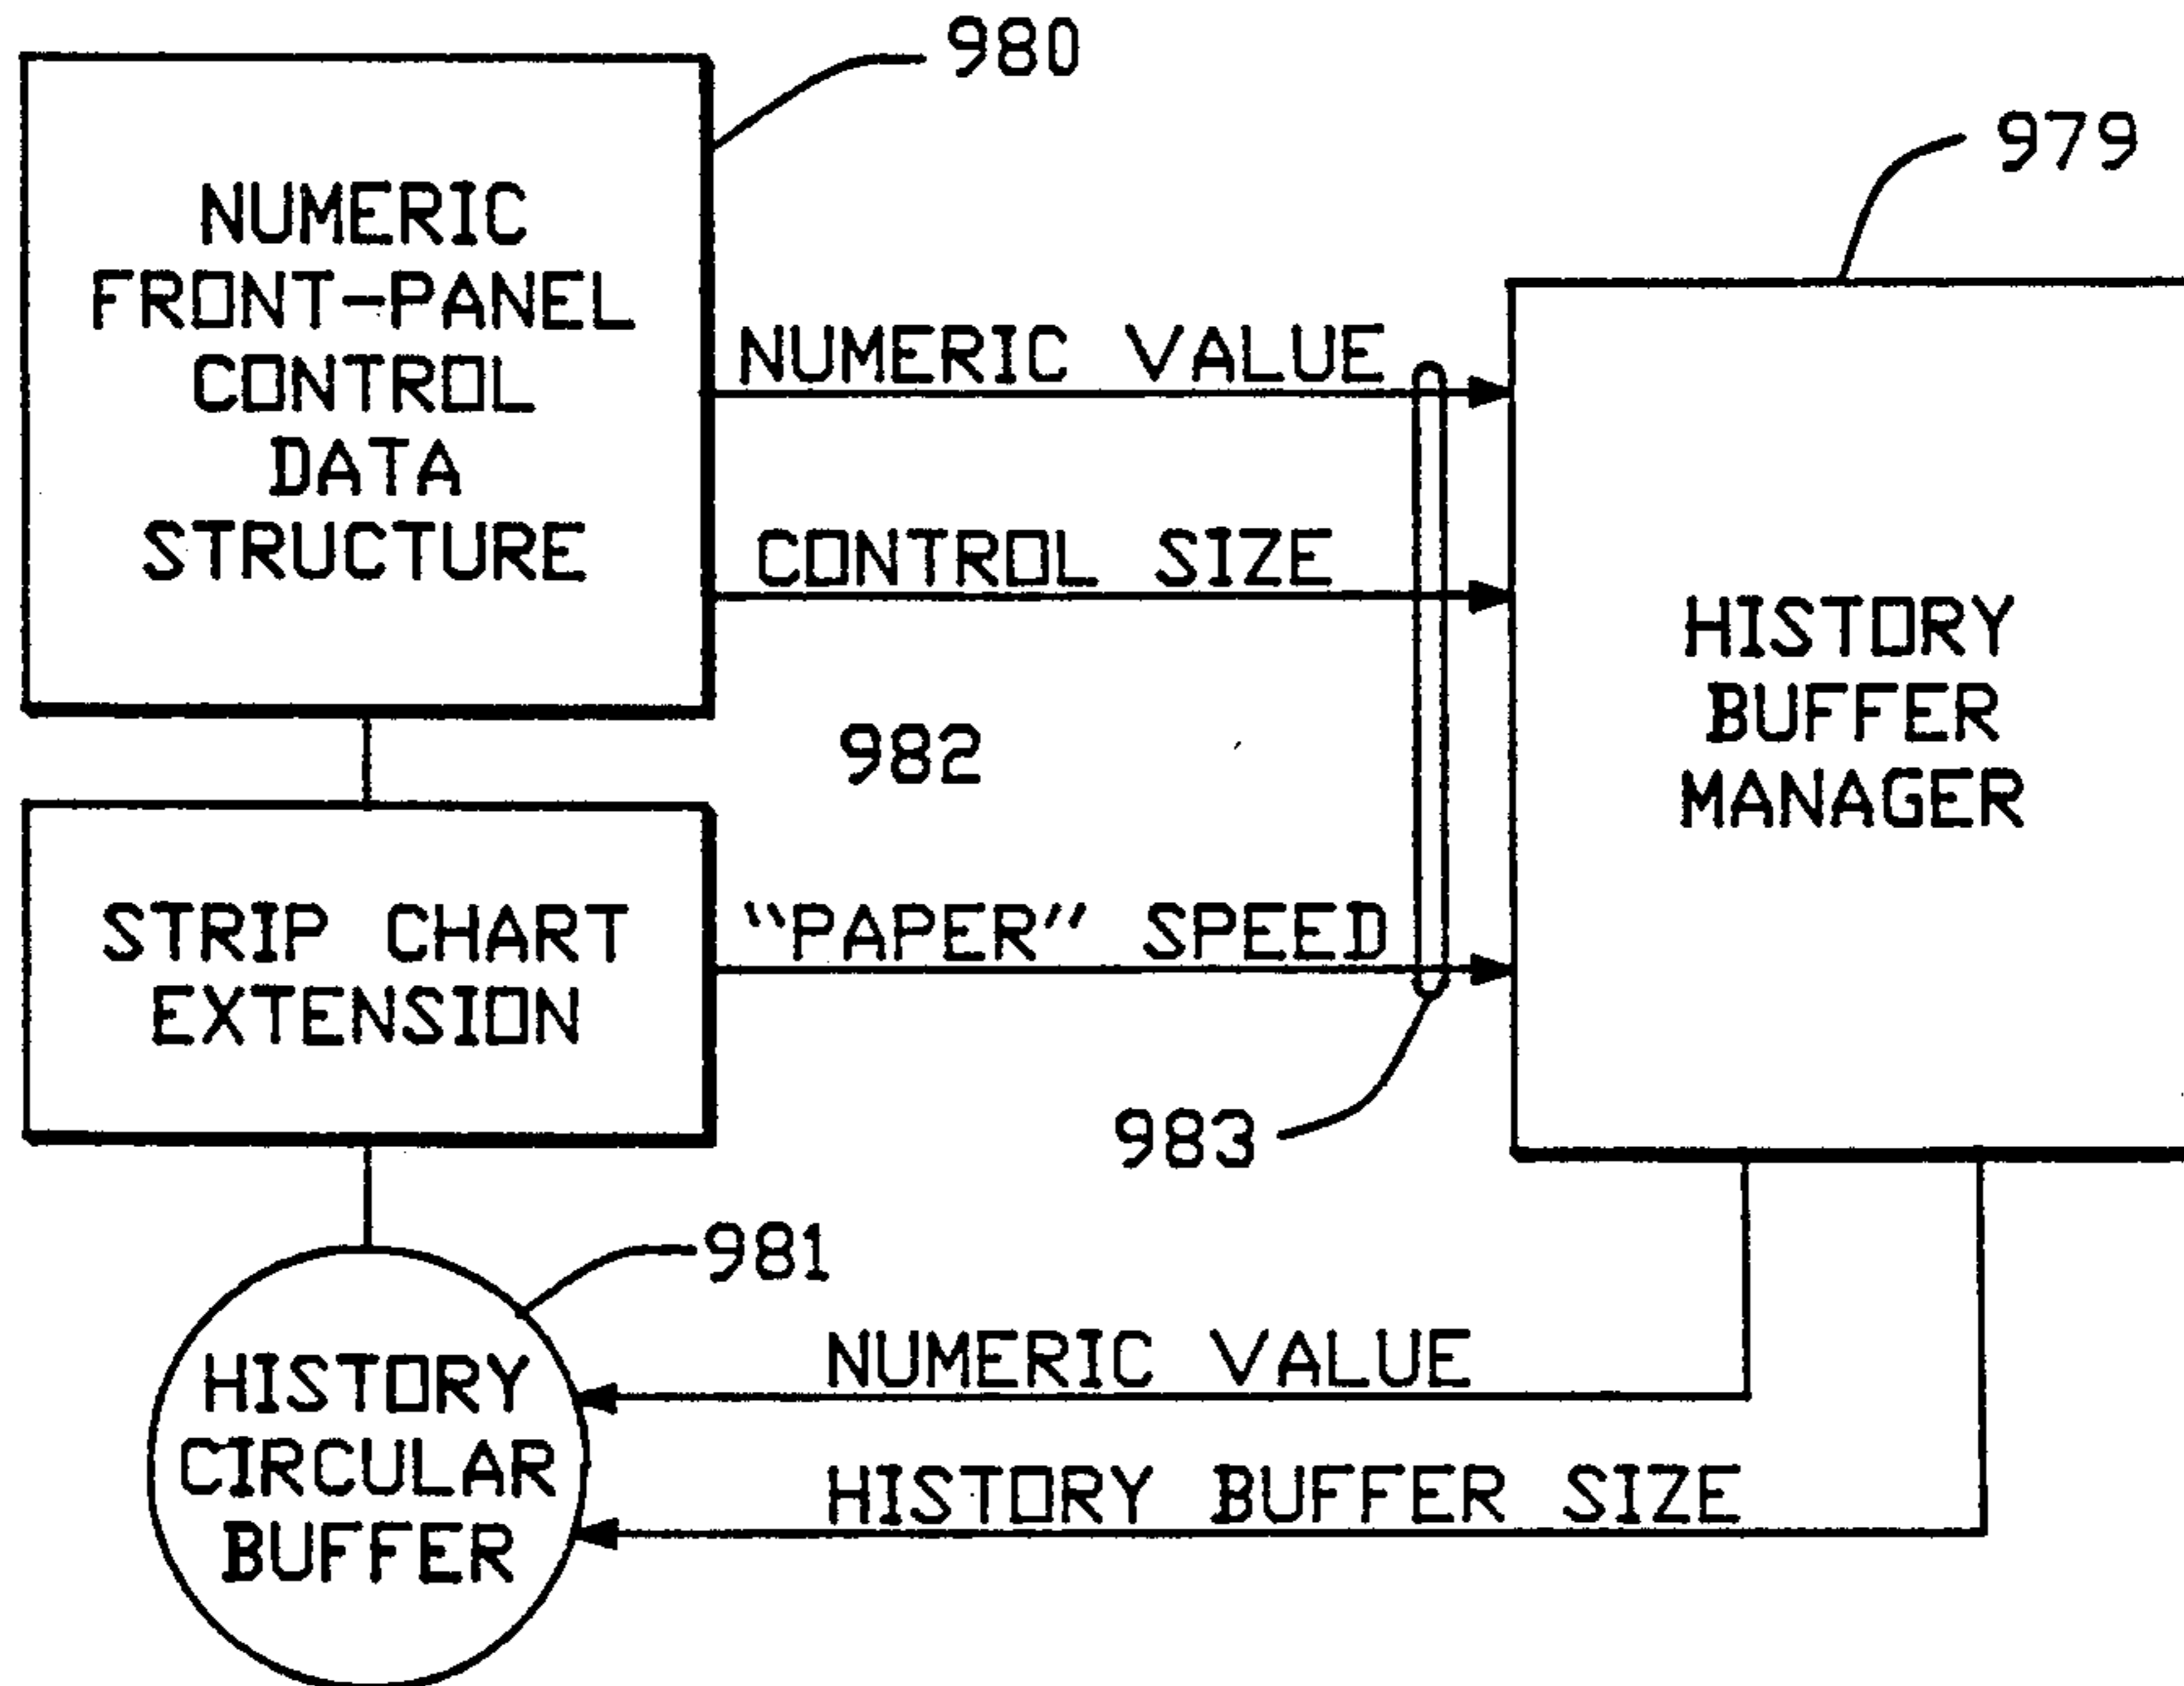 980
979
NUMERIC
FRONT-PANEL
CONTROL
DATA
STRUCTURE
NUMERIC VALUE
CONTROL SIZE
HISTORY
BUFFER
MANAGER
982
STRIP CHART
EXTENSION
"PAPER" SPEED
983
981
HISTORY
CIRCULAR
BUFFER
NUMERIC VALUE
HISTORY BUFFER SIZE